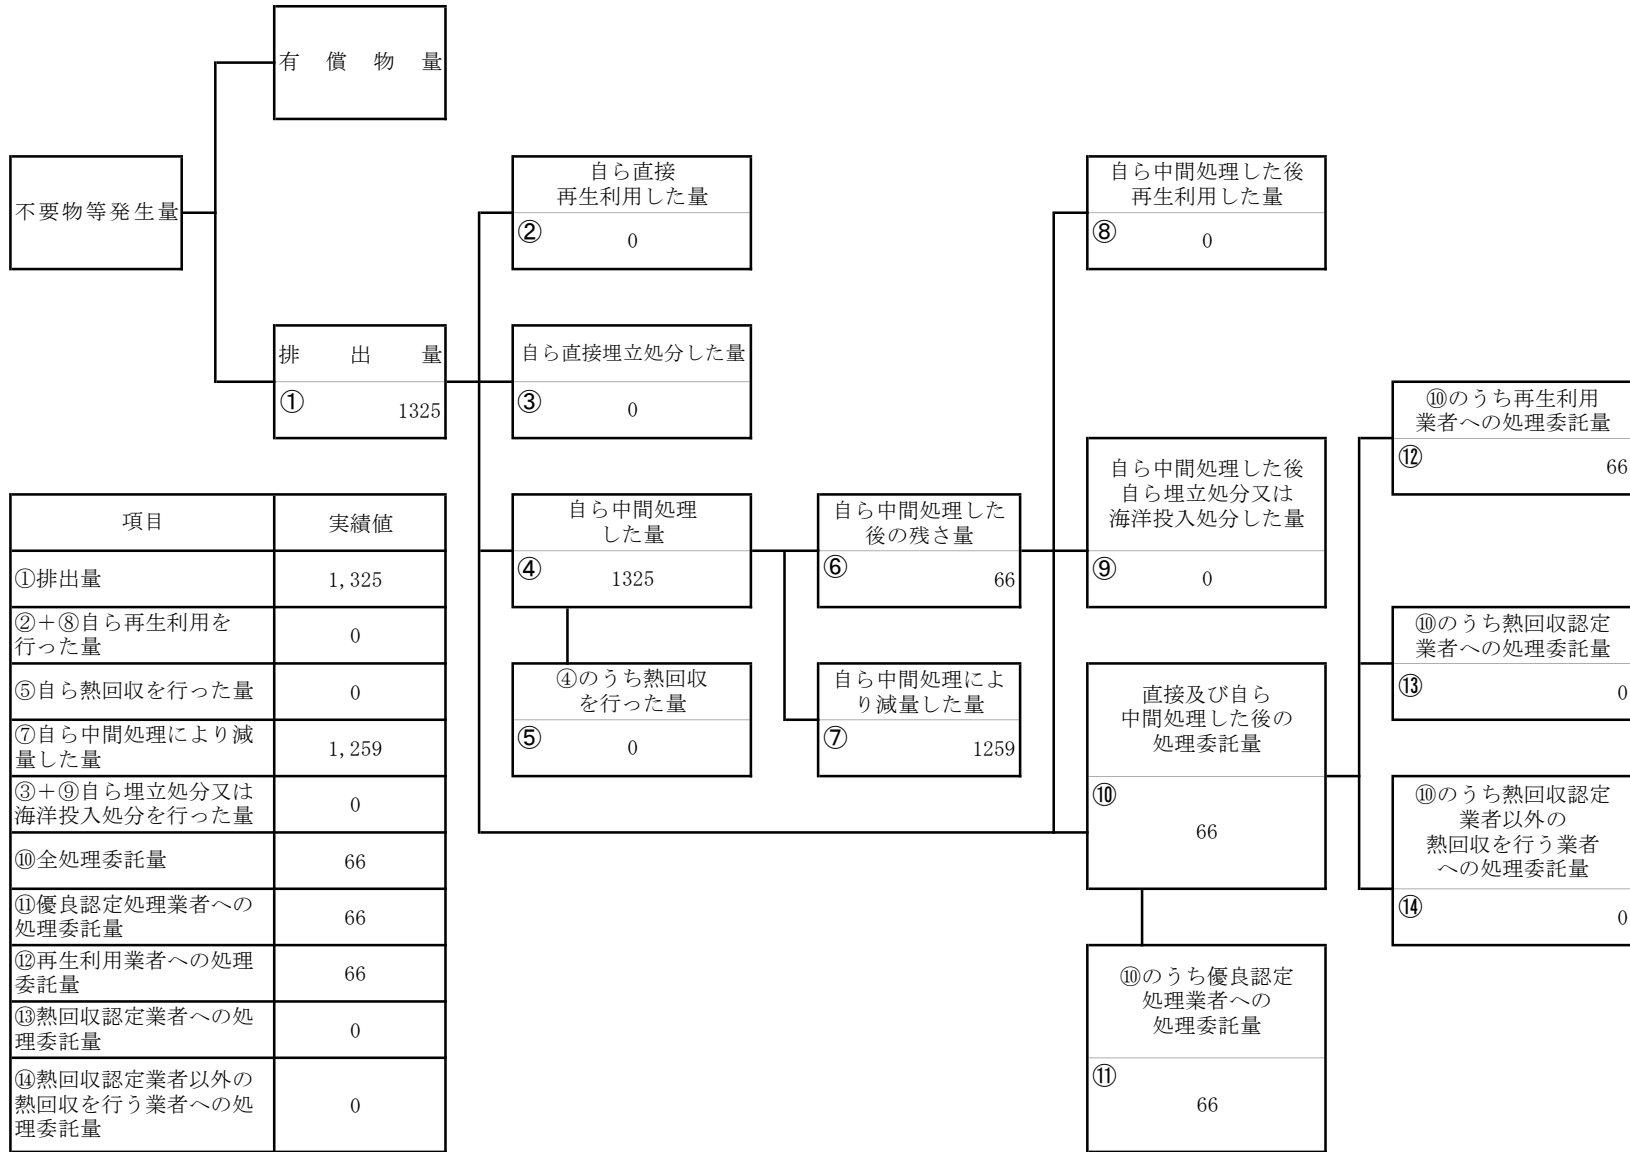 有償物量
不要物等発生量
排出量
①
1325
自ら直接
再生利用した量
②
0
自ら直接埋立処分した量
③
0
自ら中間処理
した量
④
1325
④のうち熱回収
を行った量
⑤
0
自ら中間処理した
後の残さ量
⑥
66
自ら中間処理によ
り減量した量
⑦
1259
自ら中間処理した後
再生利用した量
⑧
0
自ら中間処理した後
自ら埋立処分又は
海洋投入処分した量
⑨
0
直接及び自ら
中間処理した後の
処理委託量
⑩
66
⑩のうち優良認定
処理業者への
処理委託量
⑪
66
⑩のうち再生利用
業者への処理委託量
⑫
66
⑩のうち熱回収認定
業者への処理委託量
⑬
0
⑩のうち熱回収認定
業者以外の
熱回収を行う業者
への処理委託量
⑭
0
項目 実績値
①排出量 1,325
②+⑧自ら再生利用を
行った量 0
⑤自ら熱回収を行った量 0
⑦自ら中間処理により減
量した量 1,259
③+⑨自ら埋立処分又は
海洋投入処分を行った量 0
⑩全処理委託量 66
⑪優良認定処理業者への
処理委託量 66
⑫再生利用業者への処理
委託量 66
⑬熱回収認定業者への処
理委託量 0
⑭熱回収認定業者以外の
熱回収を行う業者への処
理委託量 0